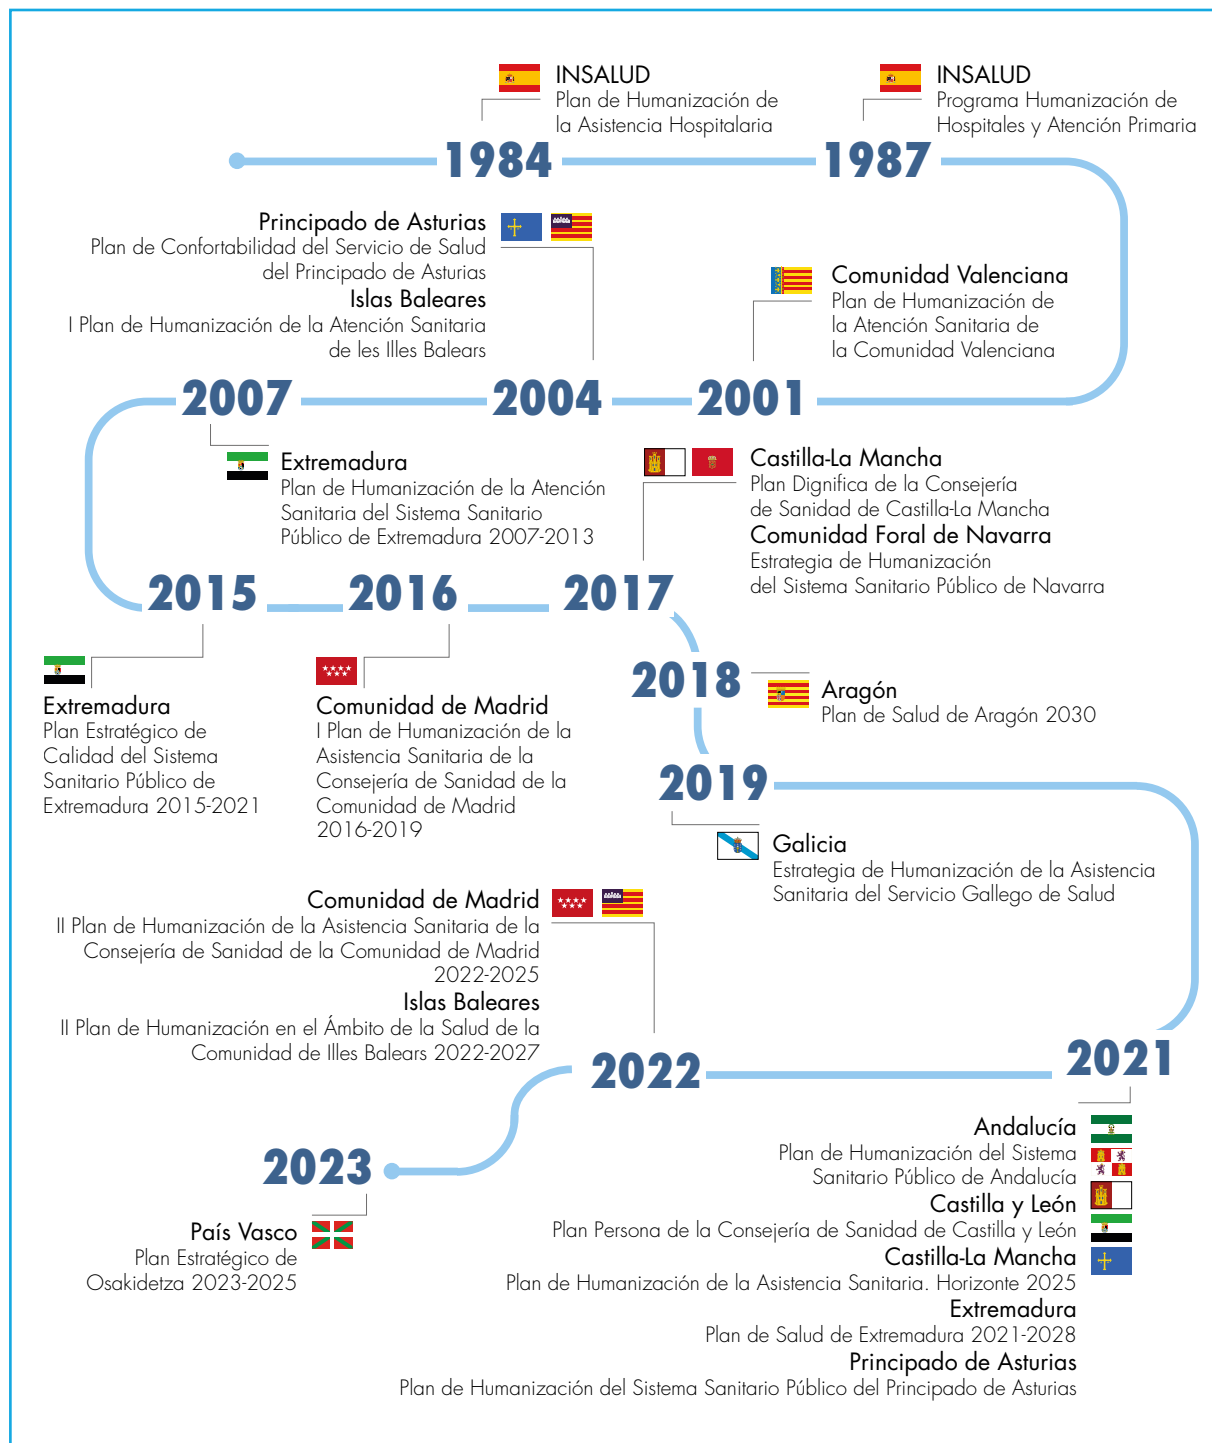 INSALUD
Plan de Humanización de
la Asistencia Hospitalaria
1984
INSALUD
Programa Humanización de
Hospitales y Atención Primaria
1987
Comunidad Valenciana
Plan de Humanización de
la Atención Sanitaria de
la Comunidad Valenciana
2001
Principado de Asturias
Plan de Confortabilidad del Servicio de Salud
del Principado de Asturias
Islas Baleares
I Plan de Humanización de la Atención Sanitaria
de les Illes Balears
2004
2007
Extremadura
Plan de Humanización de la Atención
Sanitaria del Sistema Sanitario
Público de Extremadura 2007-2013
2015
Extremadura
Plan Estratégico de
Calidad del Sistema
Sanitario Público de
Extremadura 2015-2021
2016
Comunidad de Madrid
I Plan de Humanización de la
Asistencia Sanitaria de la
Consejería de Sanidad de la
Comunidad de Madrid
2016-2019
Castilla-La Mancha
Plan Dignifica de la Consejería
de Sanidad de Castilla-La Mancha
Comunidad Foral de Navarra
Estrategia de Humanización
del Sistema Sanitario Público de Navarra
2017
2018
Aragón
Plan de Salud de Aragón 2030
2019
Galicia
Estrategia de Humanización de la Asistencia
Sanitaria del Servicio Gallego de Salud
2021
Andalucía
Plan de Humanización del Sistema
Sanitario Público de Andalucía
Castilla y León
Plan Persona de la Consejería de Sanidad de Castilla y León
Castilla-La Mancha
Plan de Humanización de la Asistencia Sanitaria. Horizonte 2025
Extremadura
Plan de Salud de Extremadura 2021-2028
Principado de Asturias
Plan de Humanización del Sistema Sanitario Público del Principado de Asturias
Comunidad de Madrid
II Plan de Humanización de la Asistencia Sanitaria de la
Consejería de Sanidad de la Comunidad de Madrid
2022-2025
Islas Baleares
II Plan de Humanización en el Ámbito de la Salud de la
Comunidad de Illes Balears 2022-2027
2022
2023
País Vasco
Plan Estratégico de
Osakidetza 2023-2025